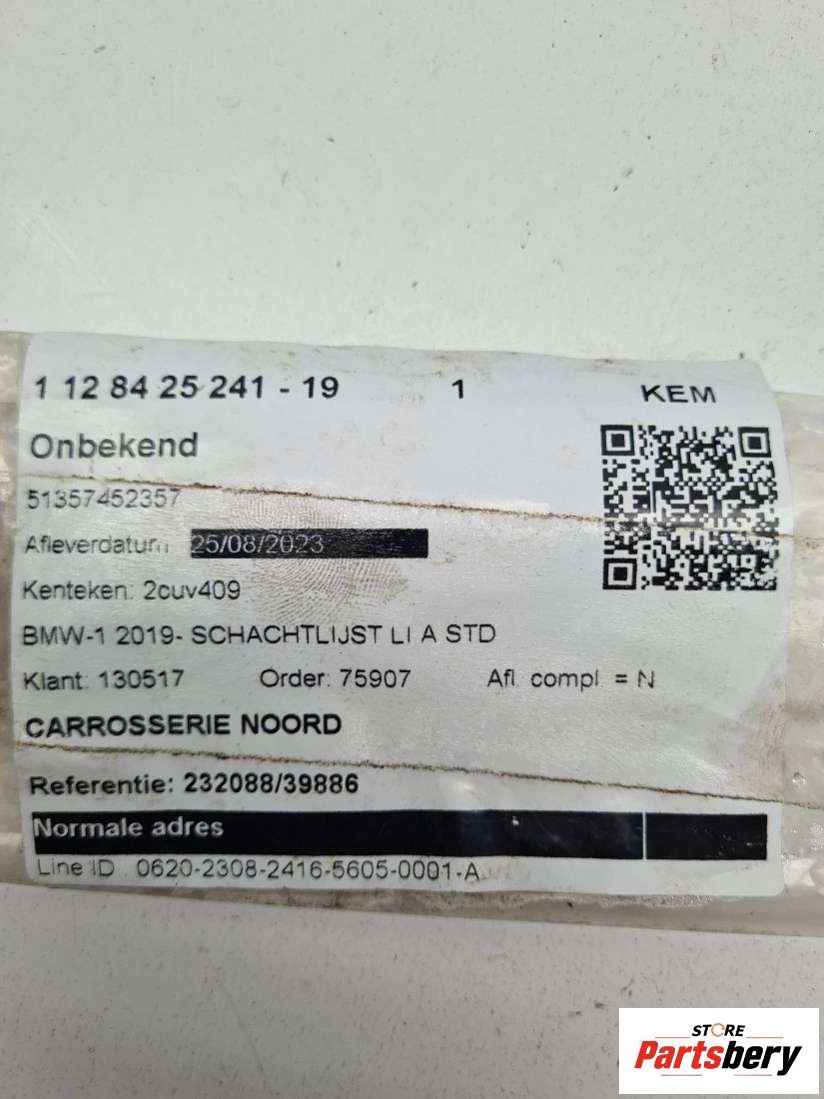 1 12 84 25 241 - 19 1 KEM
Onbekend
51357452357
Afleverdatum 25/08/2023
Kenteken: 2cuv409
BMW-1 2019- SCHACHTLIJST LI A STD
Klant: 130517 Order: 75907 Afl. compl. = N
CARROSSERIE NOORD
Referentie: 232088/39886
Normale adres
Line ID 0620-2308-2416-5605-0001-A
STORE
Partsbery